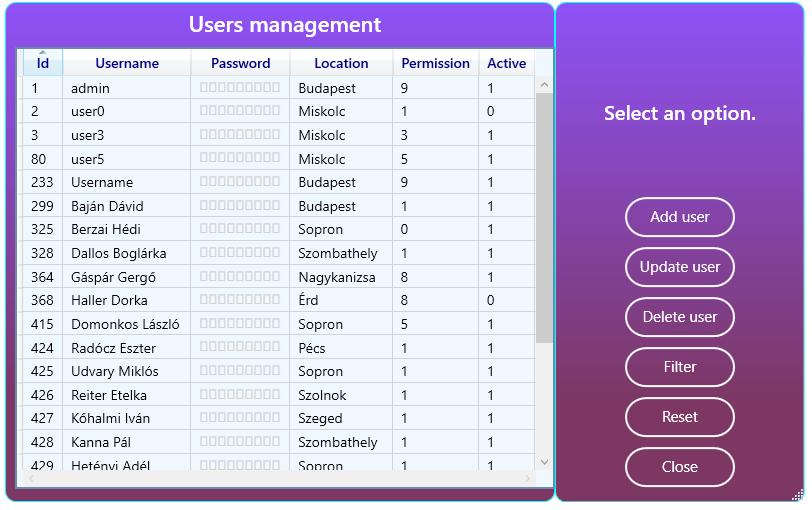 Users management
Id Username Password Location Permission Active
1 admin Budapest 9 1
2 user0 Miskolc 1 0
3 user3 Miskolc 3 1
80 user5 Miskolc 5 1
233 Username Budapest 9 1
299 Baján Dávid Budapest 1 1
325 Berzai Hédi Sopron 0 1
328 Dallos Boglárka Szombathely 1 1
364 Gáspár Gergő Nagykanizsa 8 1
368 Haller Dorka Érd 8 0
415 Domonkos László Sopron 5 1
424 Radócz Eszter Pécs 1 1
425 Udvary Miklós Sopron 1 1
426 Reiter Etelka Szolnok 1 1
427 Kőhalmi Iván Szeged 1 1
428 Kanna Pál Szombathely 1 1
429 Hetényi Adél Sopron 1 1
Select an option.
Add user
Update user
Delete user
Filter
Reset
Close